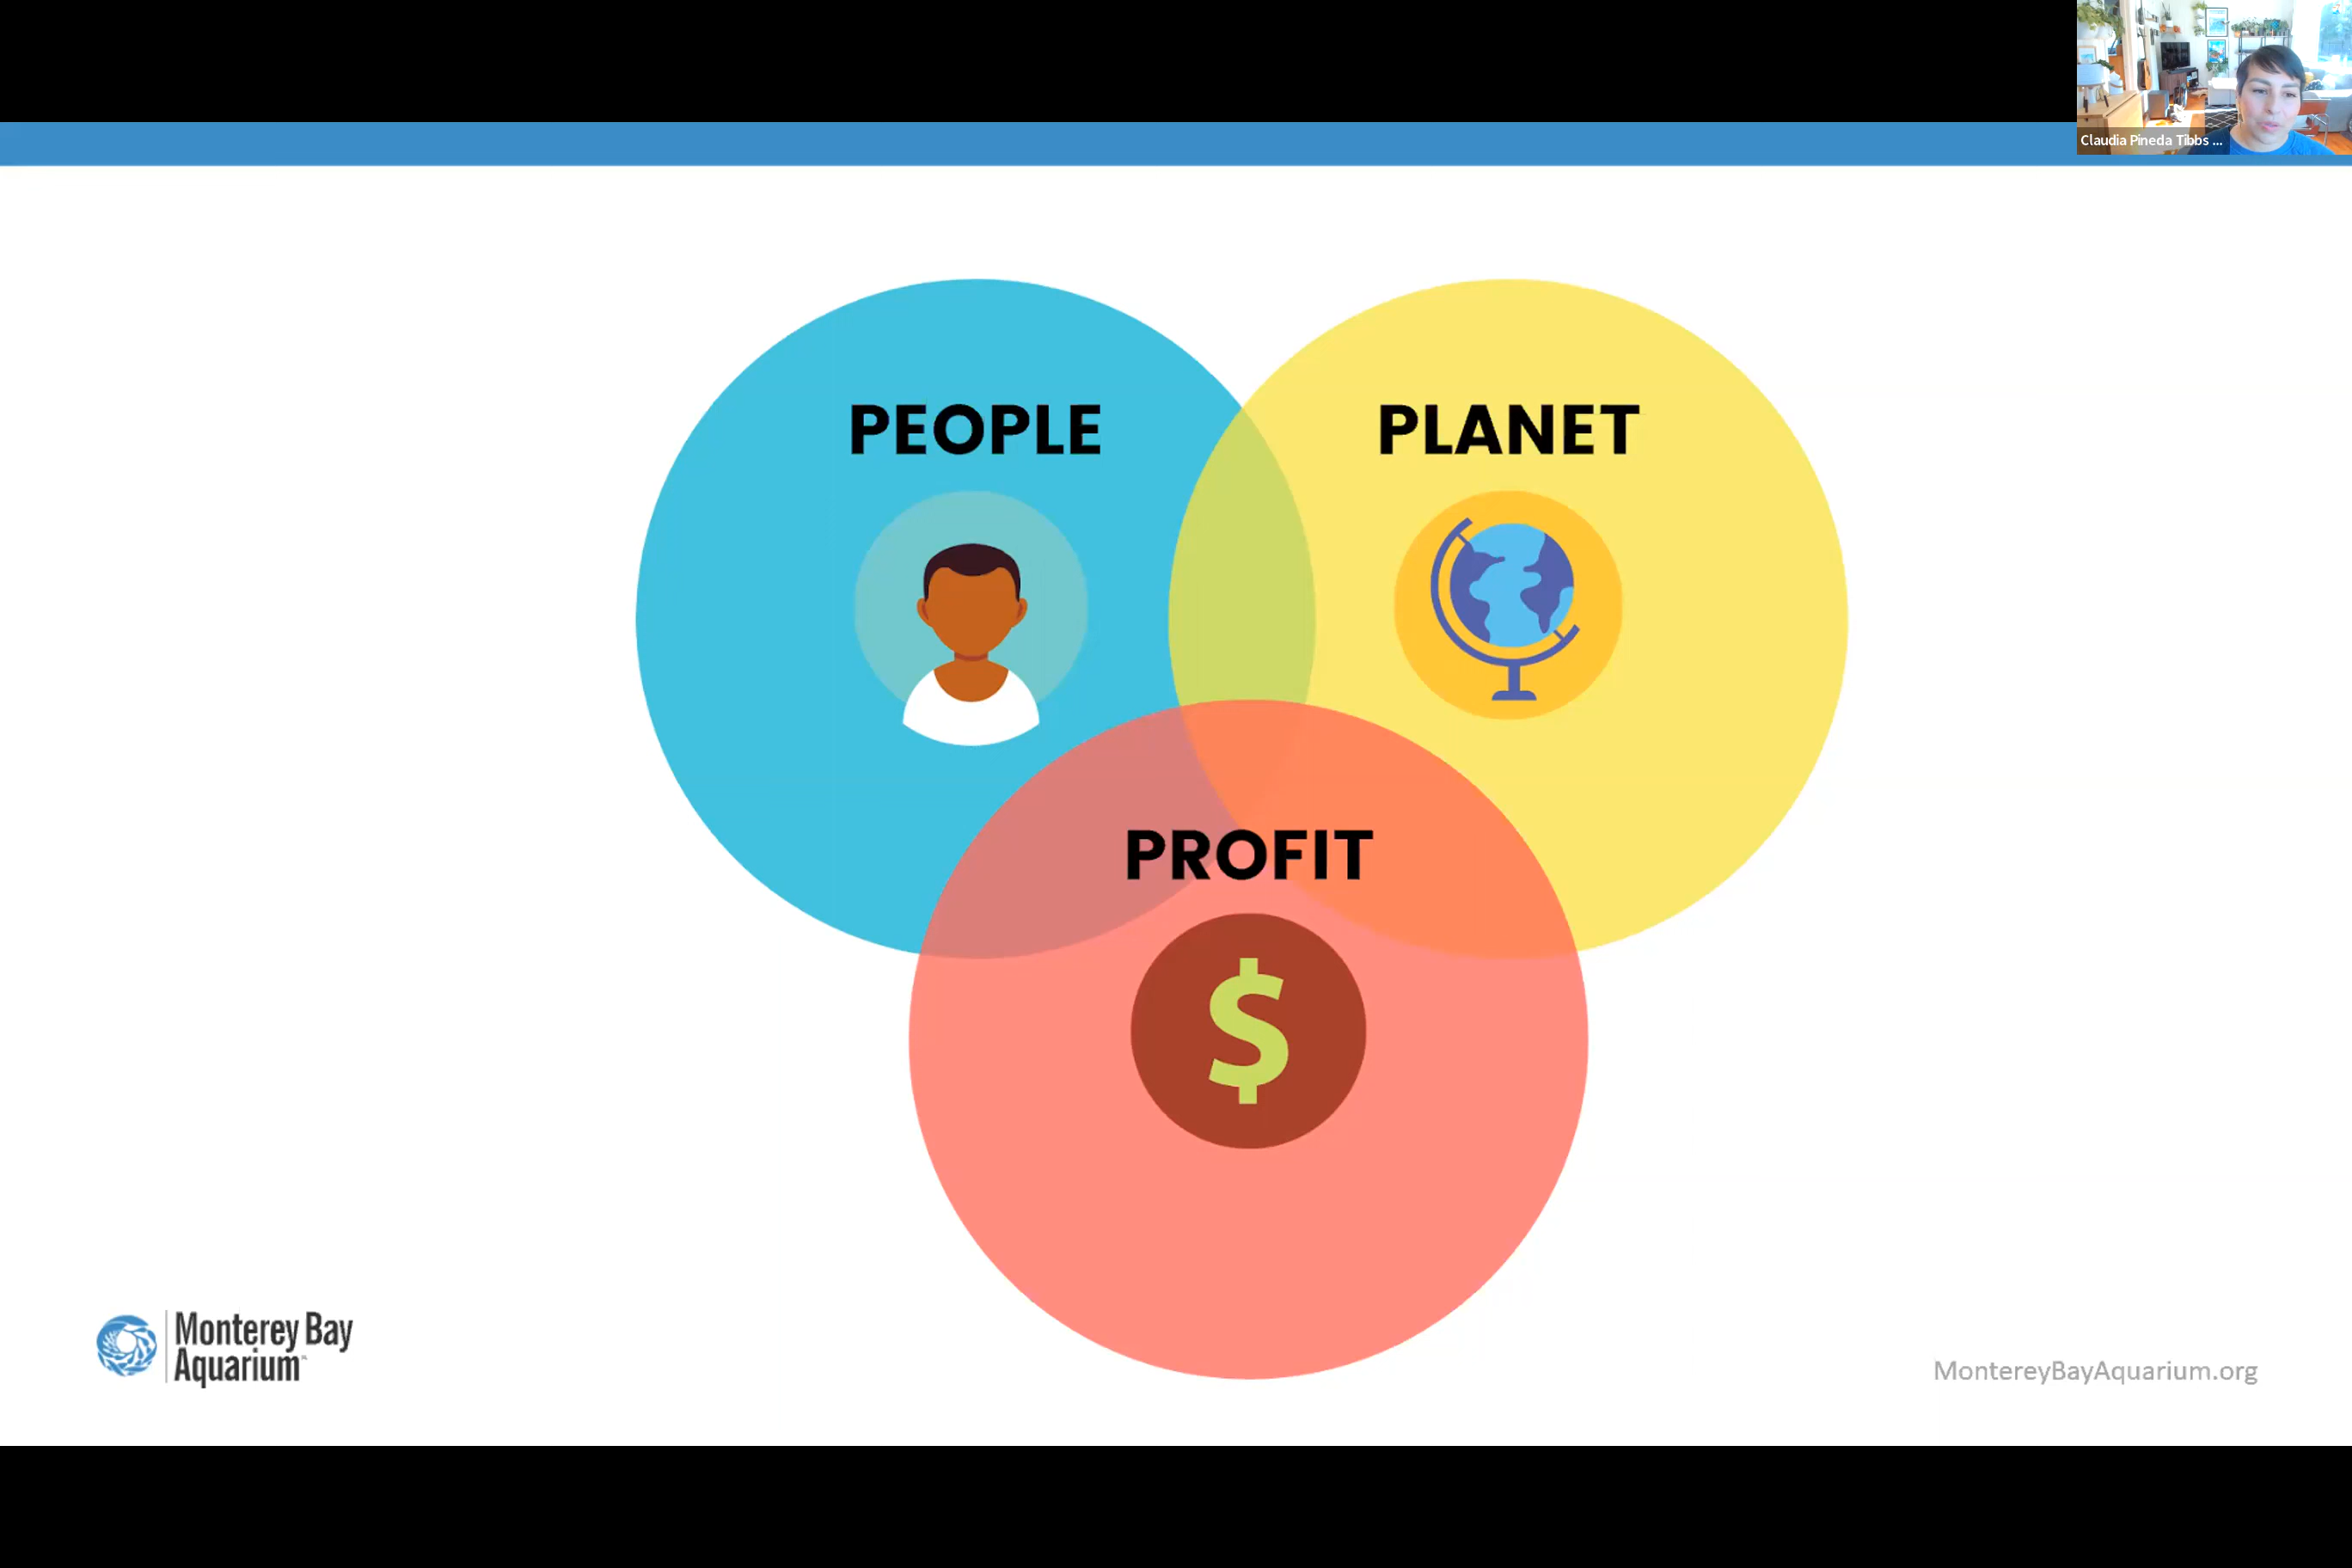 Claudia Pineda Tibbs ...
PEOPLE
PLANET
PROFIT
$
Monterey Bay
Aquarium
MontereyBayAquarium.org